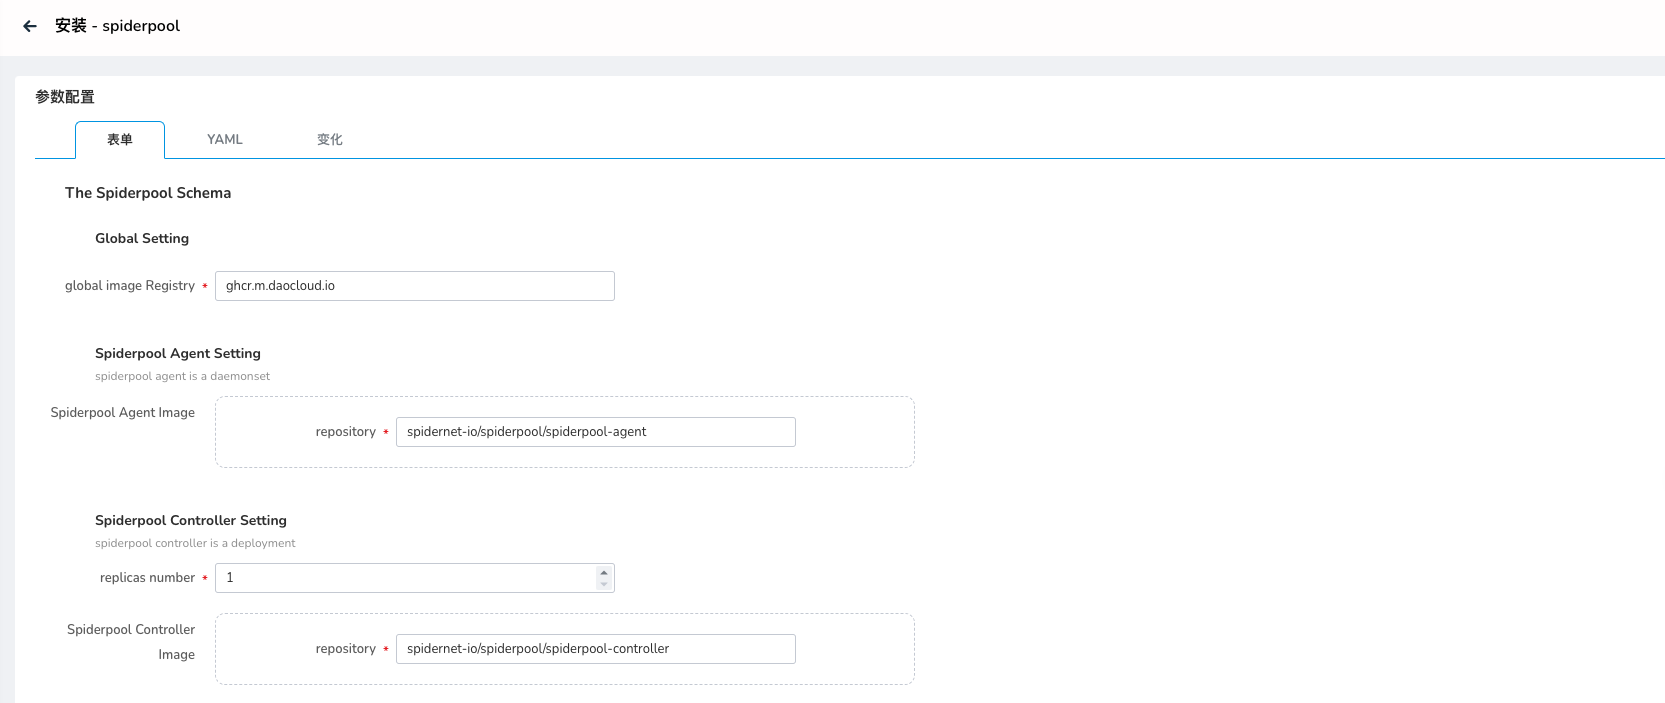 安装 - spiderpool
参数配置
表单 YAML 变化
The Spiderpool Schema
Global Setting
global image Registry * ghcr.m.daocloud.io
Spiderpool Agent Setting
spiderpool agent is a daemonset
Spiderpool Agent Image
repository * spidernet-io/spiderpool/spiderpool-agent
Spiderpool Controller Setting
spiderpool controller is a deployment
replicas number * 1
Spiderpool Controller
Image
repository * spidernet-io/spiderpool/spiderpool-controller